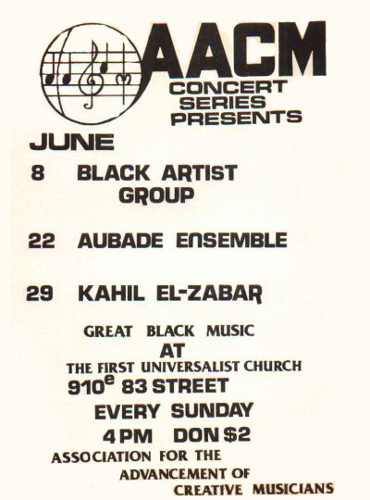 AACM
CONCERT
SERIES
PRESENTS
JUNE
8 BLACK ARTIST
GROUP
22 AUBADE ENSEMBLE
29 KAHIL EL-ZABAR
GREAT BLACK MUSIC
AT
THE FIRST UNIVERSALIST CHURCH
910e 83 STREET
EVERY SUNDAY
4 PM DON $2
ASSOCIATION FOR THE
ADVANCEMENT OF
CREATIVE MUSICIANS